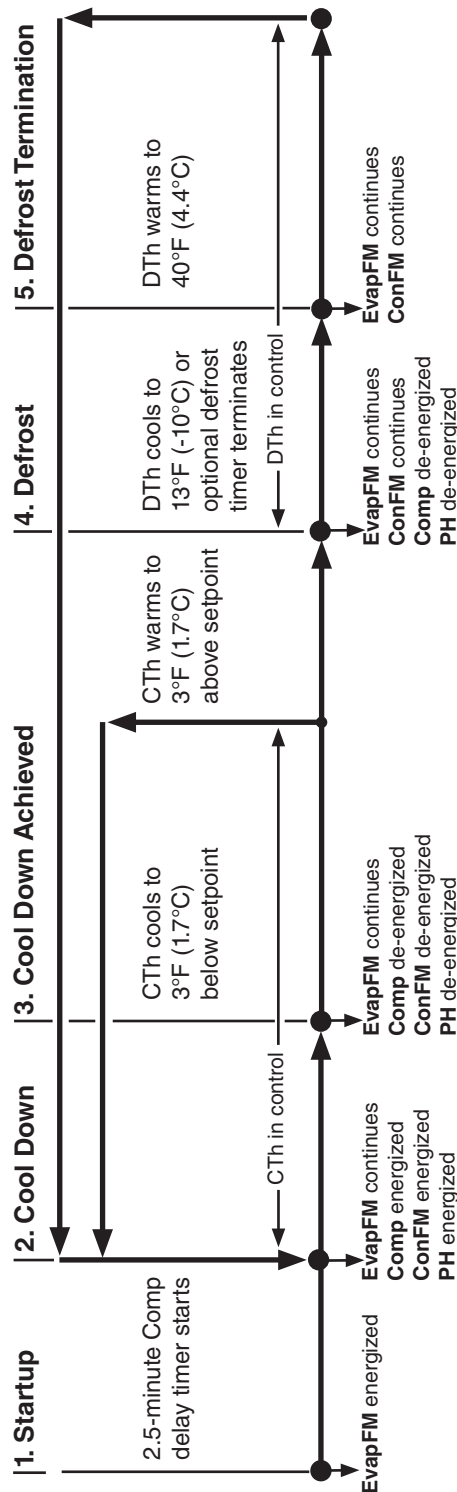 1. Startup
2.5-minute Comp
delay timer starts
EvapFM energized
2. Cool Down
CTh in control
EvapFM continues
Comp energized
ConFM energized
PH energized
3. Cool Down Achieved
CTh cools to
3°F (1.7°C)
below setpoint
CTh warms to
3°F (1.7°C)
above setpoint
EvapFM continues
Comp de-energized
ConFM de-energized
PH de-energized
4. Defrost
DTh cools to
13°F (-10°C) or
optional defrost
timer terminates
DTh in control
EvapFM continues
ConFM continues
Comp de-energized
PH de-energized
5. Defrost Termination
DTh warms to
40°F (4.4°C)
EvapFM continues
ConFM continues